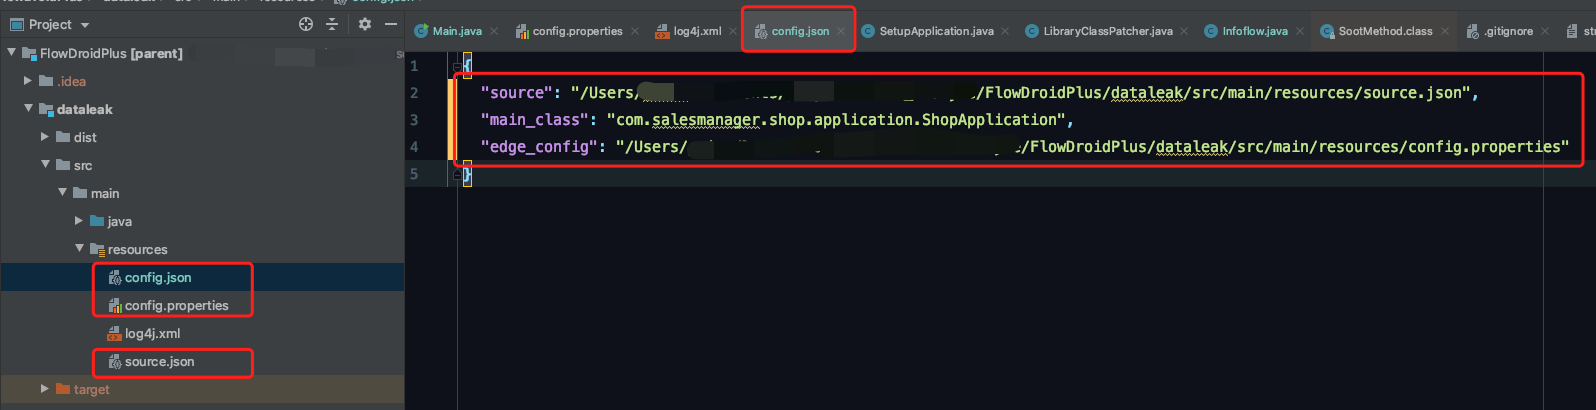 config.json
Project
Main.java
config.properties
log4j.xml
config.json
SetupApplication.java
LibraryClassPatcher.java
Infoflow.java
SootMethod.class
.gitignore
FlowDroidPlus [parent]
.idea
dataleak
dist
src
main
java
resources
config.json
config.properties
log4j.xml
source.json
target
1 {
2 "source": "/Users/ /FlowDroidPlus/dataleak/src/main/resources/source.json",
3 "main_class": "com.salesmanager.shop.application.ShopApplication",
4 "edge_config": "/Users/ /FlowDroidPlus/dataleak/src/main/resources/config.properties"
5 }